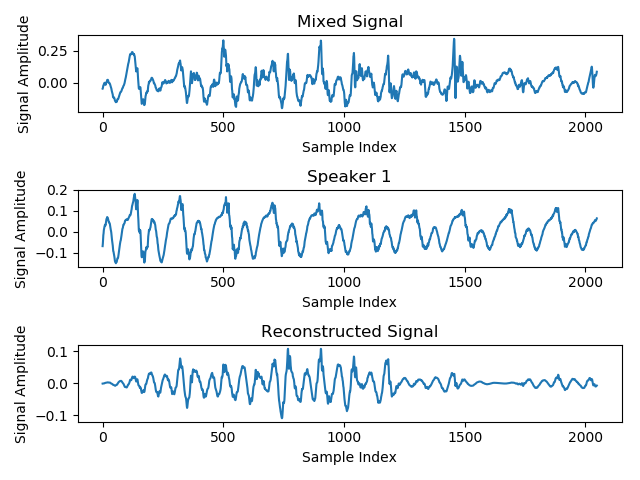 Mixed Signal
Signal Amplitude
0.25
0.00
0
500
1000
1500
2000
Sample Index
Speaker 1
Signal Amplitude
0.2
0.1
0.0
−0.1
0
500
1000
1500
2000
Sample Index
Reconstructed Signal
Signal Amplitude
0.1
0.0
−0.1
0
500
1000
1500
2000
Sample Index